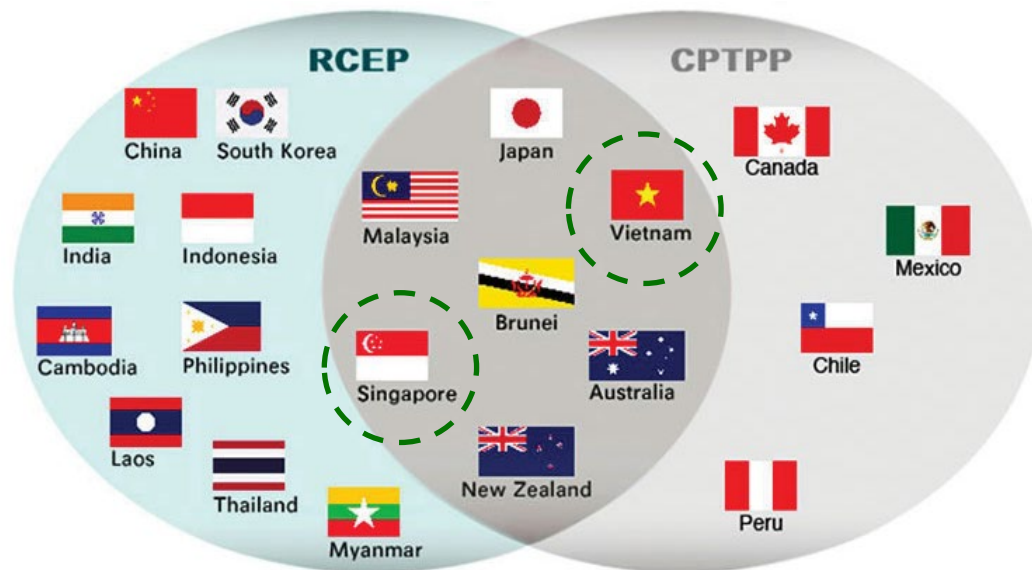 RCEP
CPTPP
China
South Korea
Japan
Canada
India
Indonesia
Malaysia
Vietnam
Mexico
Cambodia
Philippines
Singapore
Brunei
Australia
Chile
Laos
Thailand
Myanmar
New Zealand
Peru